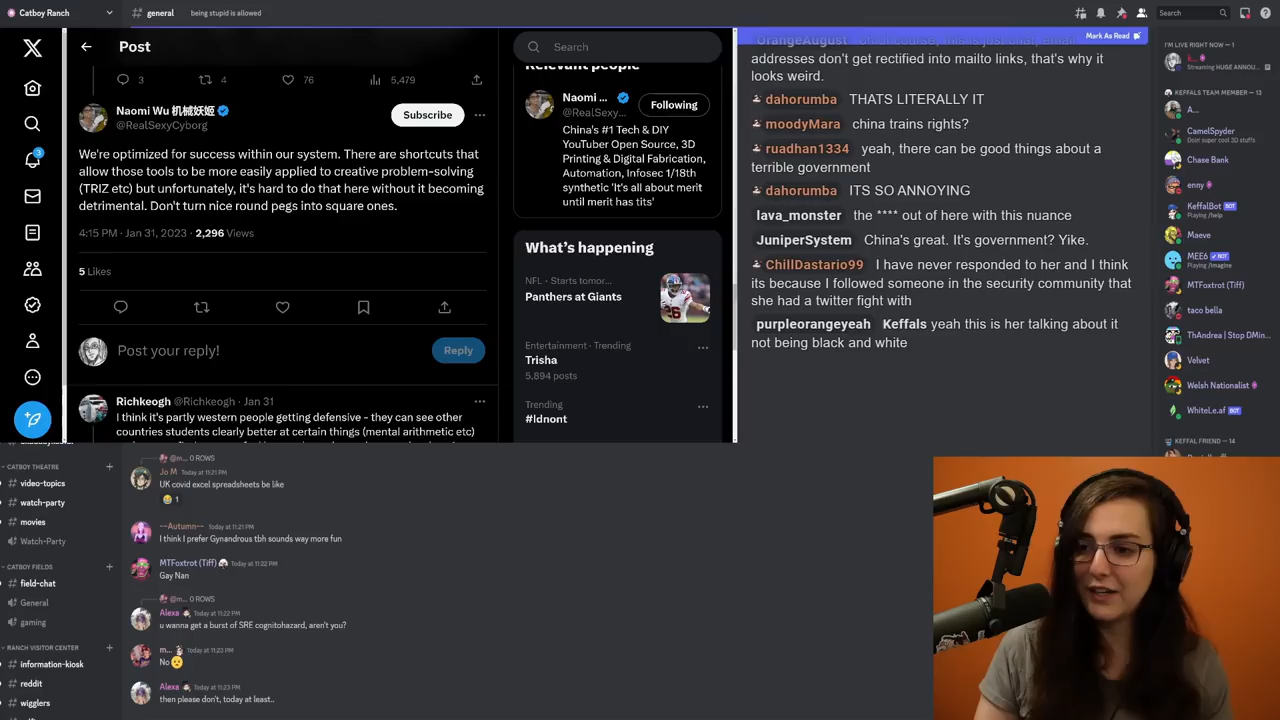 Catboy Ranch
general
being stupid is allowed
Search
Post
3
4
76
5,479
Naomi Wu 机械妖姬
@RealSexyCyborg
Subscribe
We're optimized for success within our system. There are shortcuts that
allow those tools to be more easily applied to creative problem-solving
(TRIZ etc) but unfortunately, it's hard to do that here without it becoming
detrimental. Don't turn nice round pegs into square ones.
4:15 PM · Jan 31, 2023 · 2,296 Views
5 Likes
Post your reply!
Reply
Richkeogh @Richkeogh · Jan 31
I think it's partly western people getting defensive - they can see other
countries students clearly better at certain things (mental arithmetic etc)
3
Search
Relevant people
Naomi ...
@RealSexy...
Following
China's #1 Tech & DIY
YouTuber Open Source, 3D
Printing & Digital Fabrication,
Infosec 1/18th
synthetic 'It's all about merit
until merit has tits'
What's happening
NFL · Starts tomor...
Panthers at Giants
26
Entertainment · Trending
Trisha
5,894 posts
Trending
#Idnont
Mark As Read
OrangeAugust
addresses don't get rectified into mailto links, that's why it
looks weird.
dahorumba THATS LITERALLY IT
moodyMara china trains rights?
ruadhan1334 yeah, there can be good things about a
terrible government
dahorumba ITS SO ANNOYING
lava_monster the **** out of here with this nuance
JuniperSystem China's great. It's government? Yike.
ChillDastario99 I have never responded to her and I think
its because I followed someone in the security community that
she had a twitter fight with
purpleorangeyeah Keffals yeah this is her talking about it
not being black and white
I'M LIVE RIGHT NOW — 1
k...
Streaming HUGE ANNOU...
KEFFALS TEAM MEMBER — 13
A...
CamelSpyder
Doin' super cool 3D stuffs
Chase Bank
enny
KeffalBot BOT
Playing /help
Maeve
MEE6 BOT
Playing /imagine
MTFoxtrot (Tiff)
taco bella
ThAndrea | Stop DMin...
Velvet
Welsh Nationalist
WhiteLe.af BOT
KEFFAL FRIEND — 14
CATBOY THEATRE
video-topics
watch-party
movies
Watch-Party
CATBOY FIELDS
field-chat
General
gaming
RANCH VISITOR CENTER
information-kiosk
reddit
wigglers
@m... 0 ROWS
Jo M Today at 11:21 PM
UK covid excel spreadsheets be like
1
~~Autumn~~ Today at 11:21 PM
I think I prefer Gynandrous tbh sounds way more fun
MTFoxtrot (Tiff) Today at 11:22 PM
Gay Nan
@m... 0 ROWS
Alexa Today at 11:22 PM
u wanna get a burst of SRE cognitohazard, aren't you?
m... Today at 11:23 PM
No
Alexa Today at 11:23 PM
then please don't, today at least..